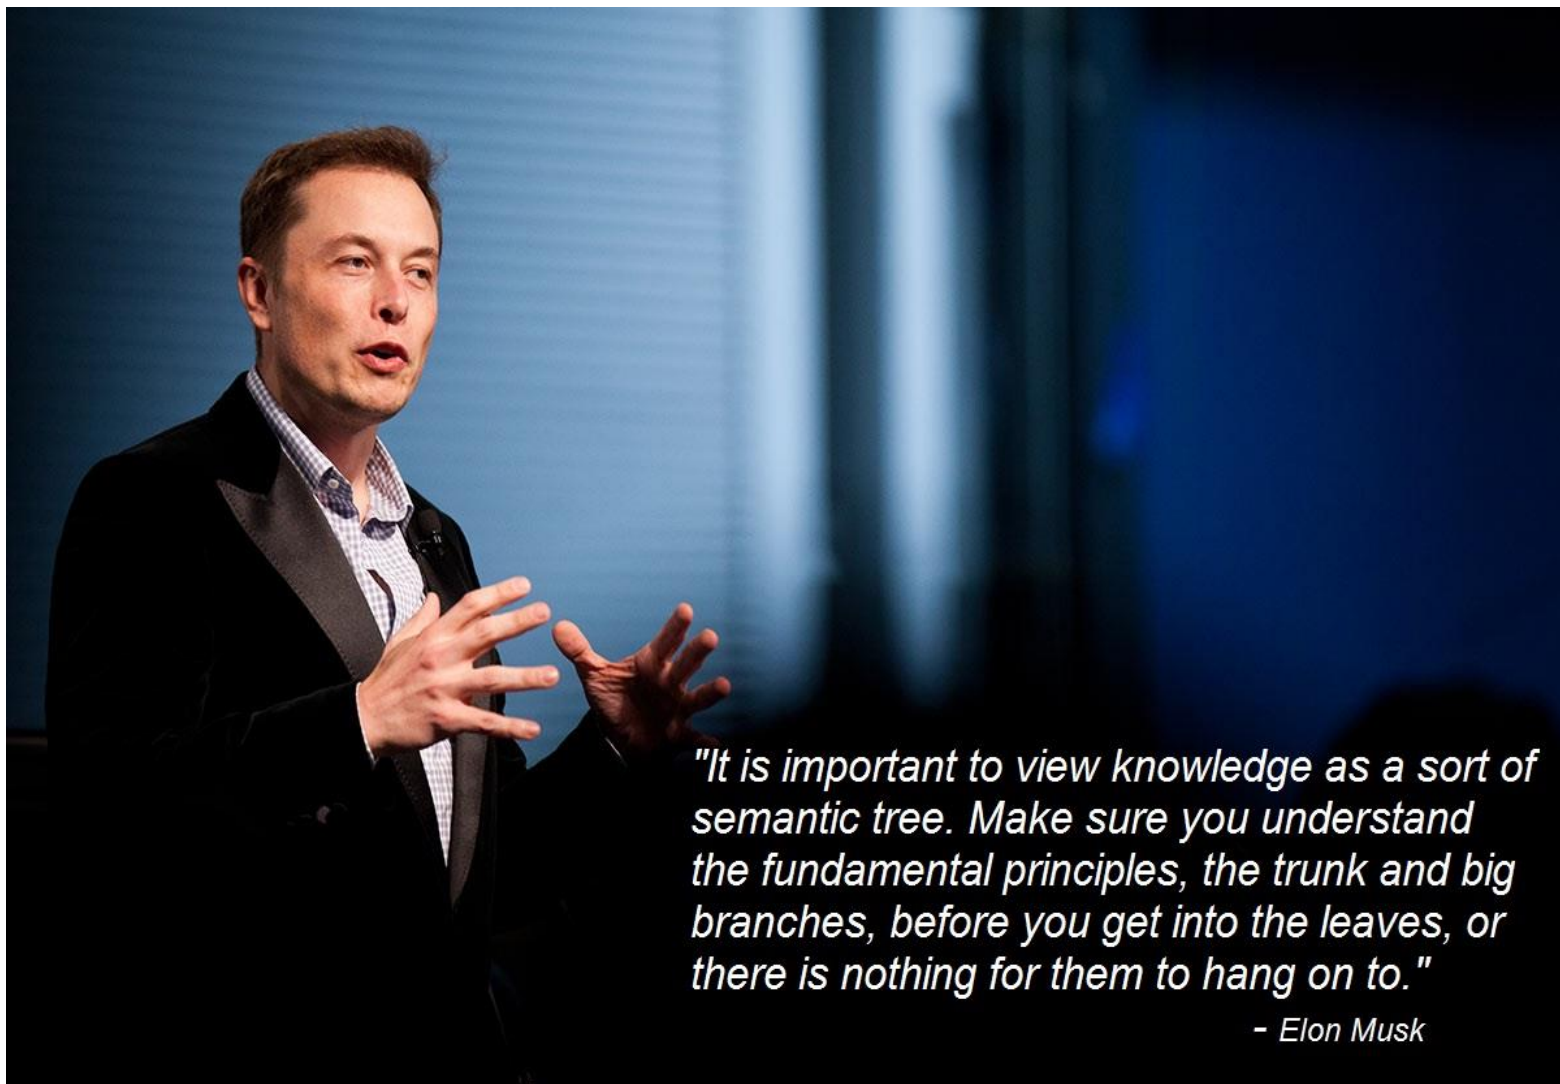 "It is important to view knowledge as a sort of
semantic tree. Make sure you understand
the fundamental principles, the trunk and big
branches, before you get into the leaves, or
there is nothing for them to hang on to."
- Elon Musk